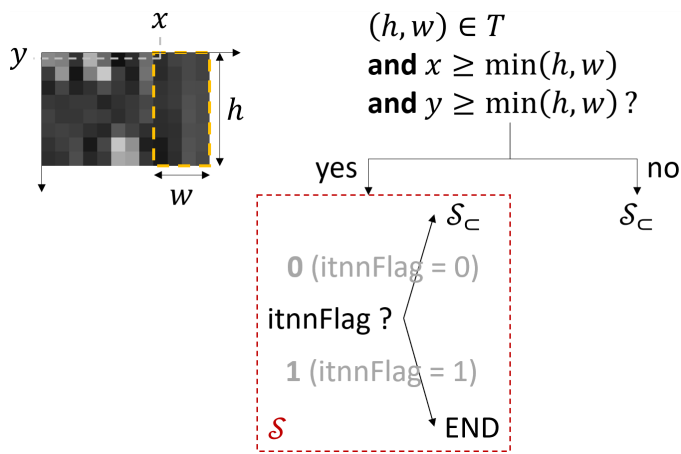 x
y
h
w
(h, w) ∈ T
and x ≥ min(h, w)
and y ≥ min(h, w) ?
yes
no
𝒮⊂
𝒮⊂
0 (itnnFlag = 0)
itnnFlag ?
1 (itnnFlag = 1)
𝒮
END